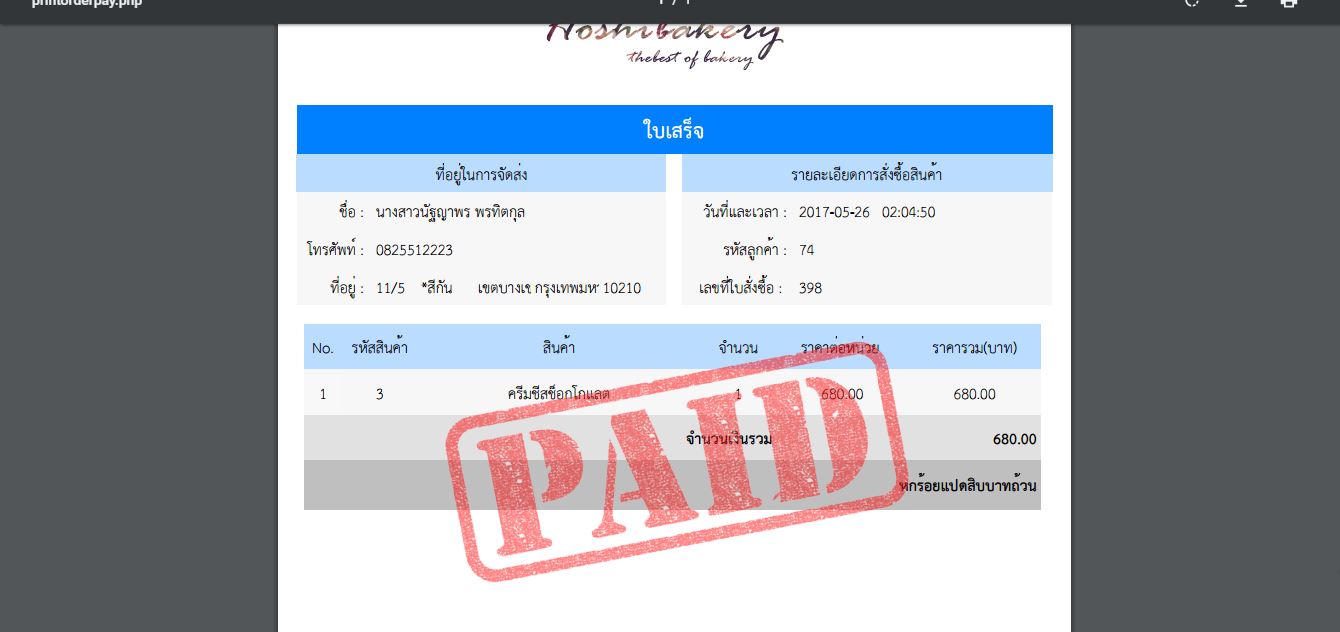 printorderpay.php
1 / 1
Hoshibakery
thebest of bakery
ใบเสร็จ
ที่อยู่ในการจัดส่ง
ชื่อ : นางสาวนัฐญาพร พรทิตกุล
โทรศัพท์ : 0825512223
ที่อยู่ : 11/5 *สีกัน เขตบางเข กรุงเทพมหา 10210
รายละเอียดการสั่งซื้อสินค้า
วันที่และเวลา : 2017-05-26 02:04:50
รหัสลูกค้า : 74
เลขที่ใบสั่งซื้อ : 398
No. รหัสสินค้า สินค้า จำนวน ราคาต่อหน่วย ราคารวม(บาท)
1 3 ครีมชีสช็อกโกแลต 1 680.00 680.00
จำนวนเงินรวม 680.00
หกร้อยแปดสิบบาทถ้วน
PAID